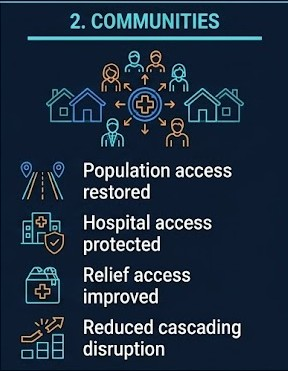 2. COMMUNITIES
Population access
restored
Hospital access
protected
Relief access
improved
Reduced cascading
disruption